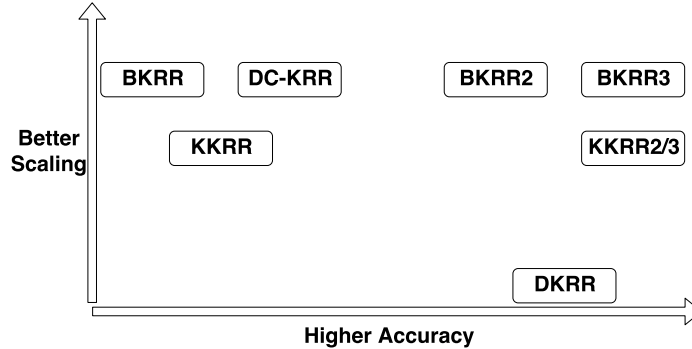 BKRR
DC-KRR
BKRR2
BKRR3
Better
Scaling
KKRR
KKRR2/3
DKRR
Higher Accuracy